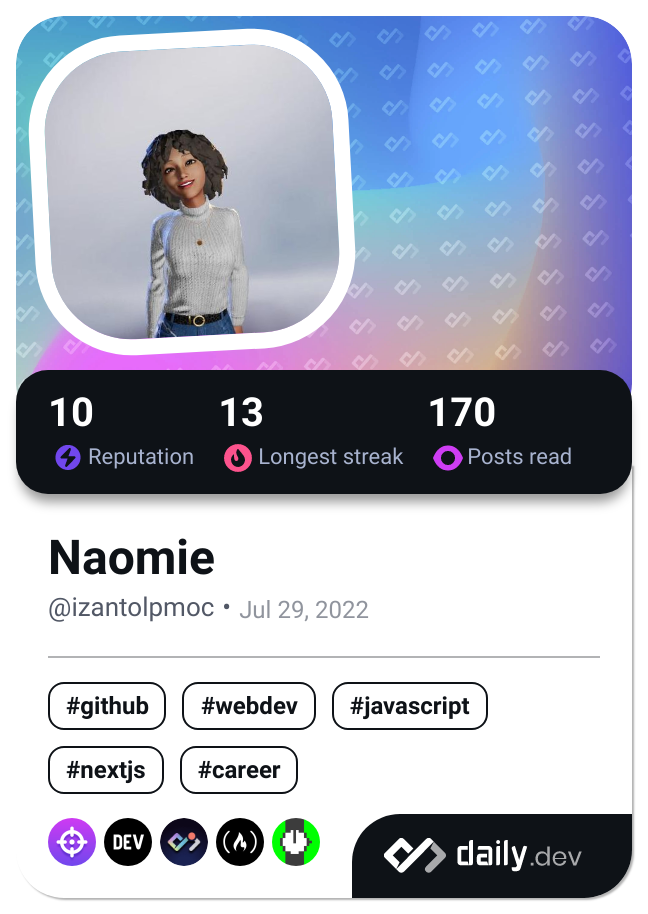 10 13 170
Reputation Longest streak Posts read
Naomie
@izantolpmoc • Jul 29, 2022
#github #webdev #javascript
#nextjs #career
DEV
daily.dev